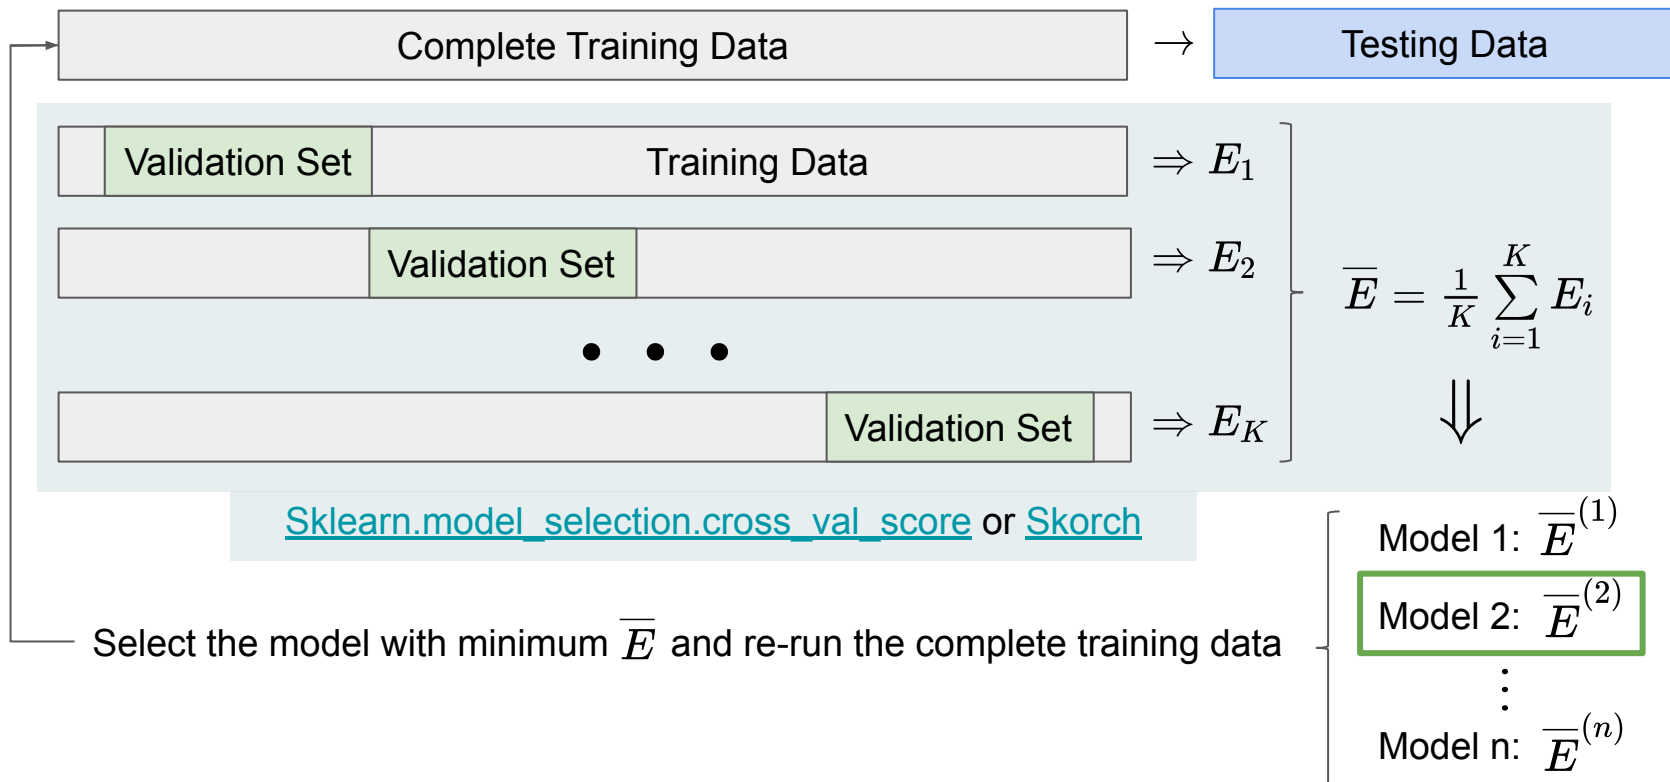 Complete Training Data → Testing Data
Validation Set Training Data ⇒ E₁
Validation Set ⇒ E₂
E̅ = 1/K ∑_{i=1}^{K} E_i
• • •
Validation Set ⇒ E_K
⇓
Sklearn.model_selection.cross_val_score or Skorch
Model 1: E̅⁽¹⁾
Model 2: E̅⁽²⁾
Select the model with minimum E̅ and re-run the complete training data
⋮
Model n: E̅⁽ⁿ⁾